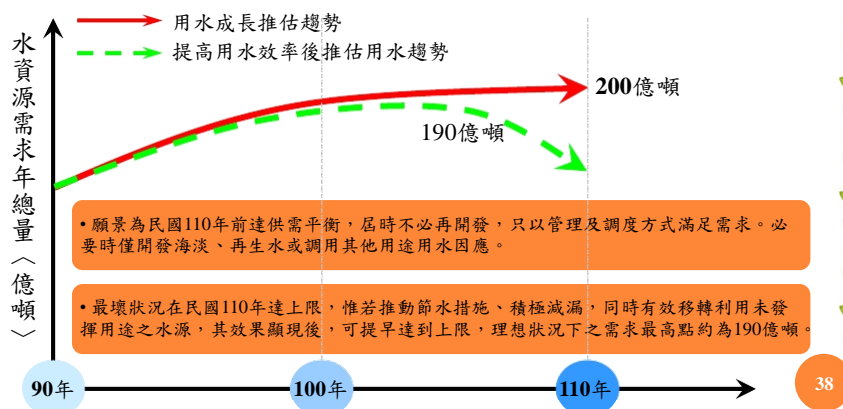 用水成長推估趨勢
提高用水效率後推估用水趨勢
水資源需求年總量〈億噸〉
200億噸
190億噸
• 願景為民國110年前達供需平衡，屆時不必再開發，只以管理及調度方式滿足需求。必
要時僅開發海淡、再生水或調用其他用途用水因應。
• 最壞狀況在民國110年達上限，惟若推動節水措施、積極減漏，同時有效移轉利用未發
揮用途之水源，其效果顯現後，可提早達到上限，理想狀況下之需求最高點約為190億噸。
90年
100年
110年
38